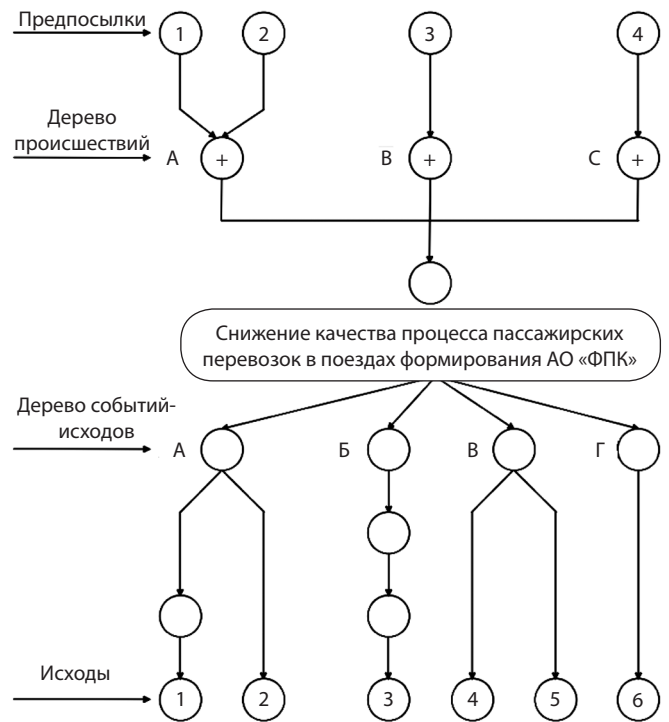 Предпосылки
1 2 3 4
Дерево
происшествий
А + В + С +
Снижение качества процесса пассажирских
перевозок в поездах формирования АО «ФПК»
Дерево событий-
исходов
А Б В Г
Исходы
1 2 3 4 5 6